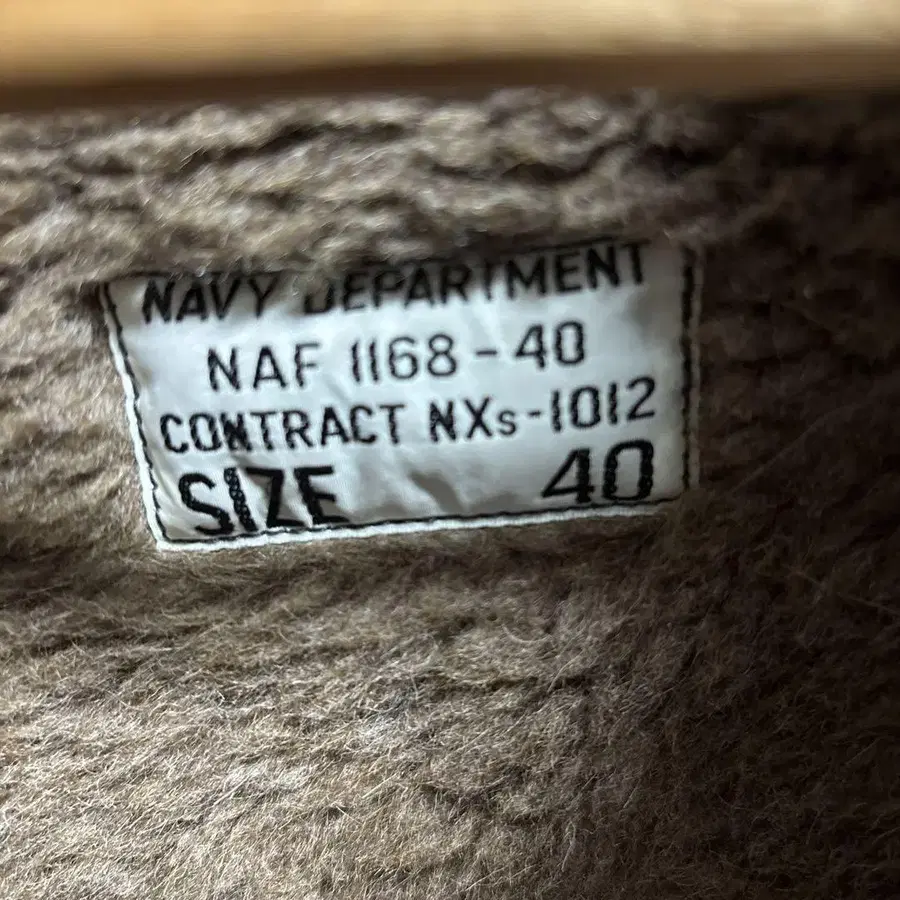 NAVY DEPARTMENT
NAF 1168-40
CONTRACT NXs-1012
SIZE 40